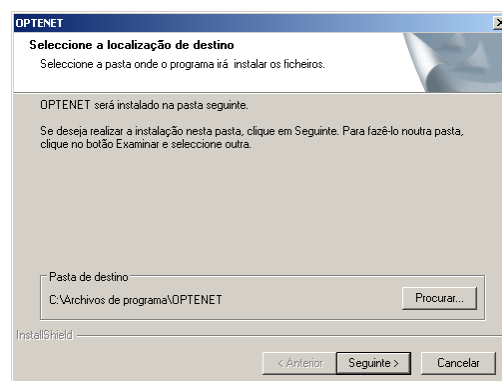 OPTENET
Seleccione a localização de destino
Seleccione a pasta onde o programa irá instalar os ficheiros.
OPTENET será instalado na pasta seguinte.
Se deseja realizar a instalação nesta pasta, clique em Seguinte. Para fazê-lo noutra pasta,
clique no botão Examinar e seleccione outra.
Pasta de destino
C:\Archivos de programa\OPTENET
Procurar...
InstallShield
< Anterior
Seguinte >
Cancelar